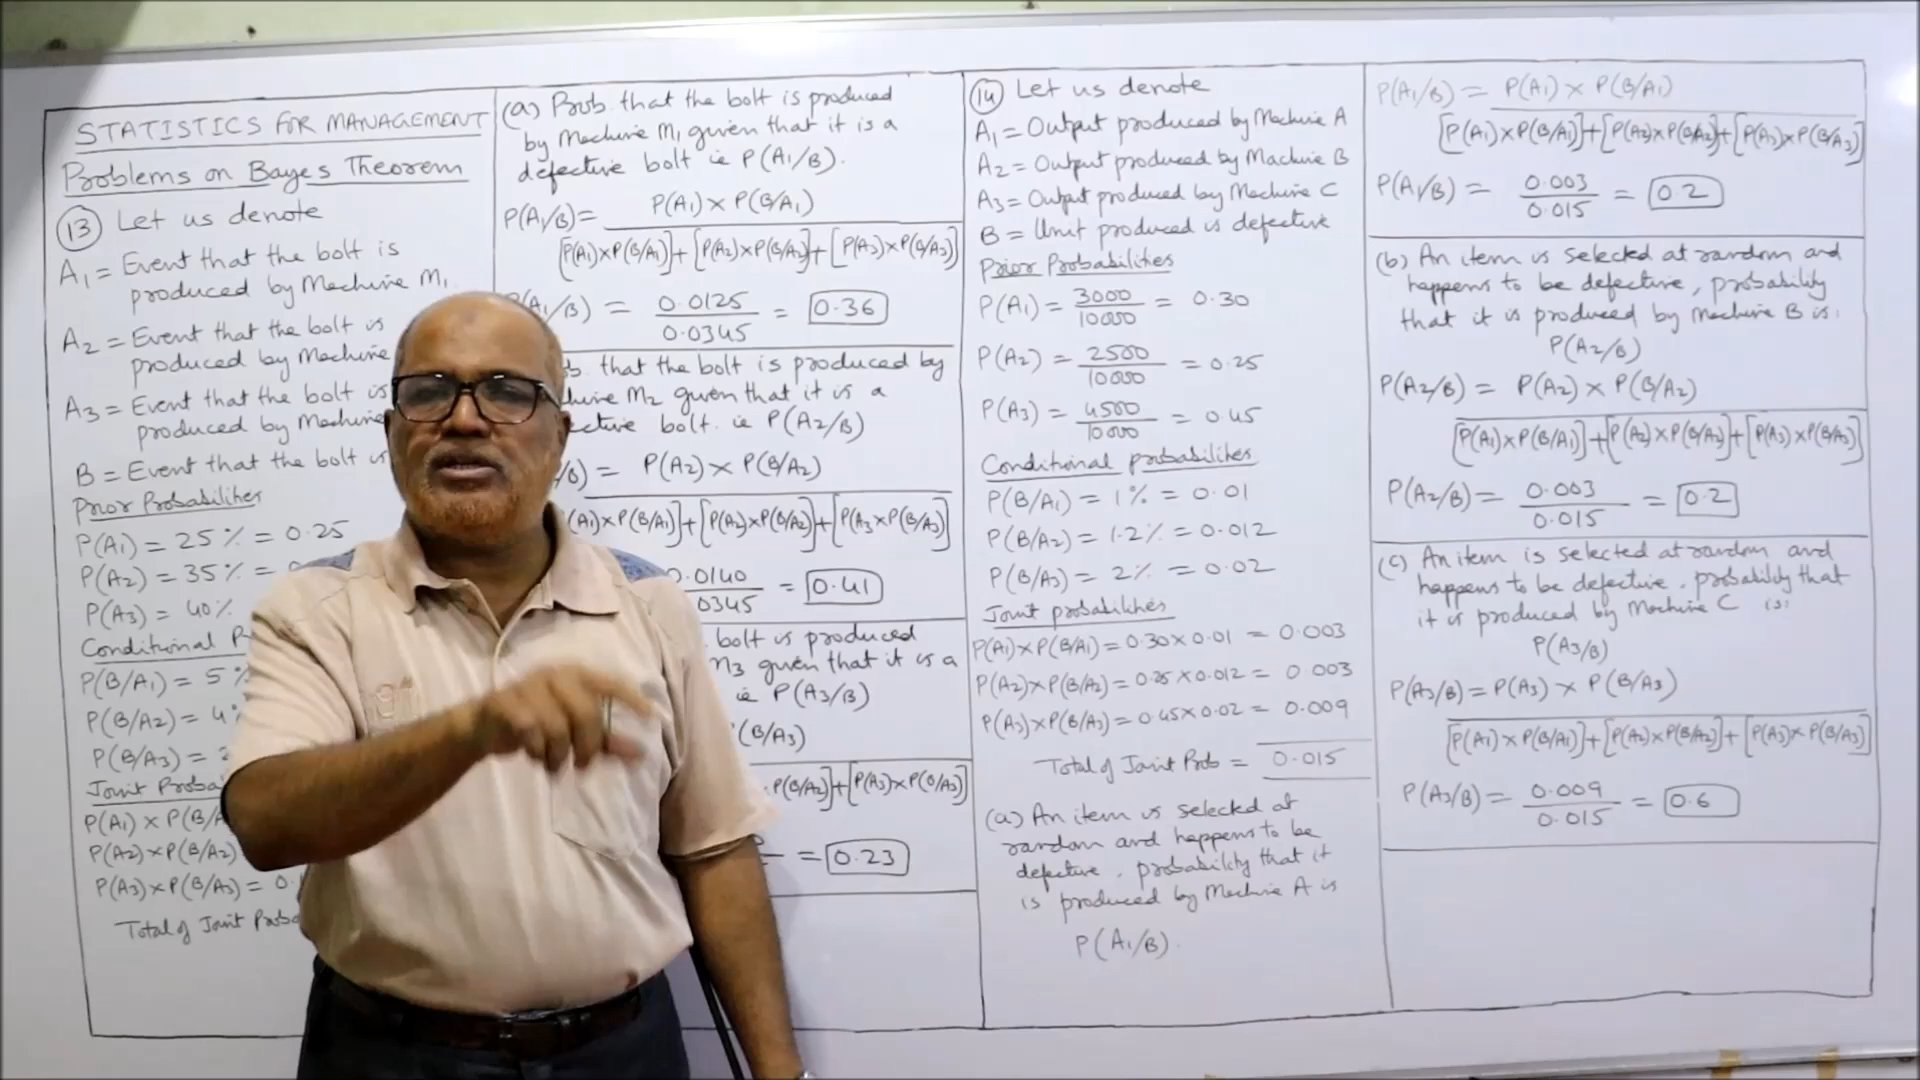 STATISTICS FOR MANAGEMENT
Problems on Bayes Theorem
(13) Let us denote
A1 = Event that the bolt is
produced by Machine M1
A2 = Event that the bolt is
produced by Machine
A3 = Event that the bolt is
produced by Machine
B = Event that the bolt is
Prior Probabilities
P(A1) = 25% = 0.25
P(A2) = 35% =
P(A3) = 40%
Conditional
P(B/A1) = 5%
P(B/A2) = 4%
P(B/A3) =
Joint
P(A1) × P(B/A
P(A2) × P(B/A2)
P(A3) × P(B/A3) = 0.
Total of Joint
(a) Prob. that the bolt is produced
by Machine M1 given that it is a
defective bolt ie P(A1/B).
P(A1/B) = P(A1) × P(B/A1)
[P(A1)×P(B/A1)]+[P(A2)×P(B/A2)]+[P(A3)×P(B/A3)]
(A1/B) = 0.0125
0.0345
= 0.36
that the bolt is produced by
M2 given that it is a
bolt. ie P(A2/B)
= P(A2) × P(B/A2)
(A1)×P(B/A1)]+[P(A2)×P(B/A2)]+[P(A3×P(B/A3)]
0.0140
0345
= 0.41
bolt is produced
given that it is a
ie P(A3/B)
(B/A3)
P(B/A2)]+[P(A3)×P(B/A3)]
= 0.23
(14) Let us denote
A1 = Output produced by Machine A
A2 = Output produced by Machine B
A3 = Output produced by Machine C
B = Unit produced is defective
Prior Probabilities
P(A1) = 3000
10000
= 0.30
P(A2) = 2500
10000
= 0.25
P(A3) = 4500
10000
= 0.45
Conditional probabilities
P(B/A1) = 1% = 0.01
P(B/A2) = 1.2% = 0.012
P(B/A3) = 2% = 0.02
Joint probabilities
P(A1)×P(B/A1) = 0.30×0.01 = 0.003
P(A2)×P(B/A2) = 0.25×0.012 = 0.003
P(A3)×P(B/A3) = 0.45×0.02 = 0.009
Total of Joint Prob = 0.015
(a) An item is selected at
random and happens to be
defective, probability that it
is produced by Machine A is
P(A1/B).
P(A1/B) = P(A1) × P(B/A1)
[P(A1)×P(B/A1)]+[P(A2)×P(B/A2)]+[P(A3)×P(B/A3)]
P(A1/B) = 0.003
0.015
= 0.2
(b) An item is selected at random and
happens to be defective, probability
that it is produced by Machine B is:
P(A2/B)
P(A2/B) = P(A2) × P(B/A2)
[P(A1)×P(B/A1)]+[P(A2)×P(B/A2)]+[P(A3)×P(B/A3)]
P(A2/B) = 0.003
0.015
= 0.2
(c) An item is selected at random and
happens to be defective, probability that
it is produced by Machine C is:
P(A3/B)
P(A3/B) = P(A3) × P(B/A3)
[P(A1)×P(B/A1)]+[P(A2)×P(B/A2)]+[P(A3)×P(B/A3)]
P(A3/B) = 0.009
0.015
= 0.6